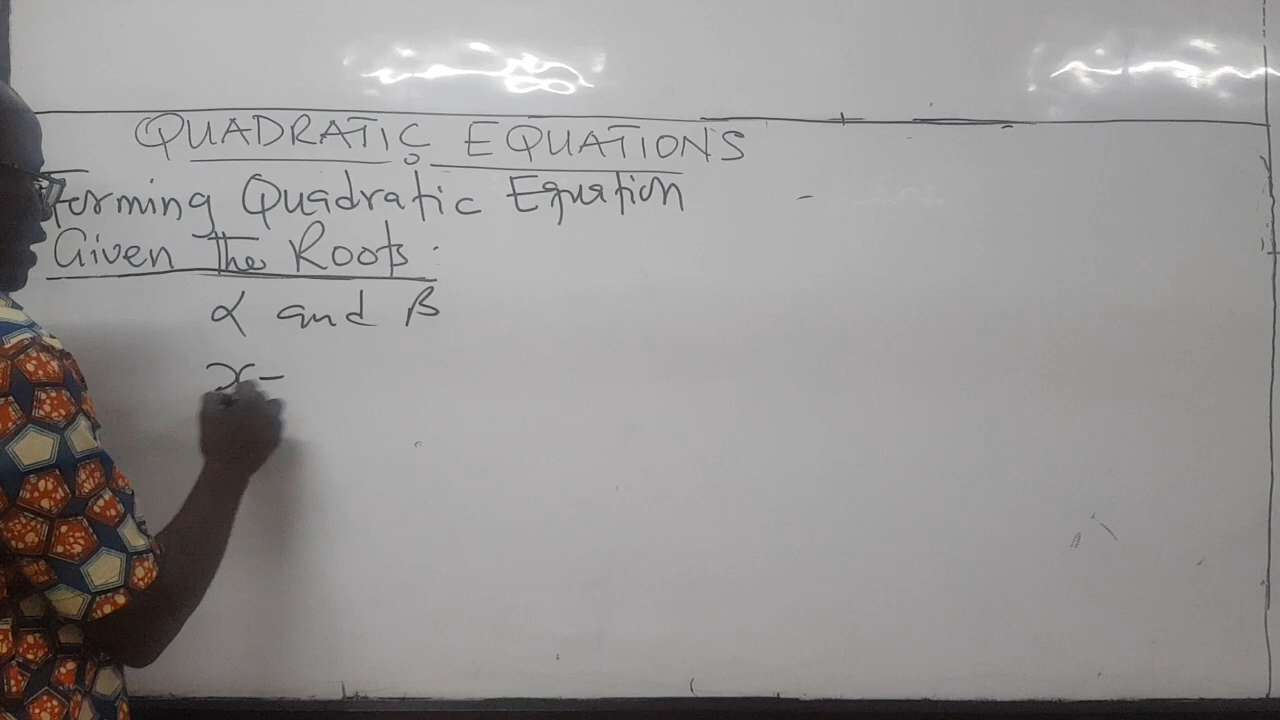 QUADRATIC EQUATIONS
Forming Quadratic Equation
Given The Roots :
α and β
x-